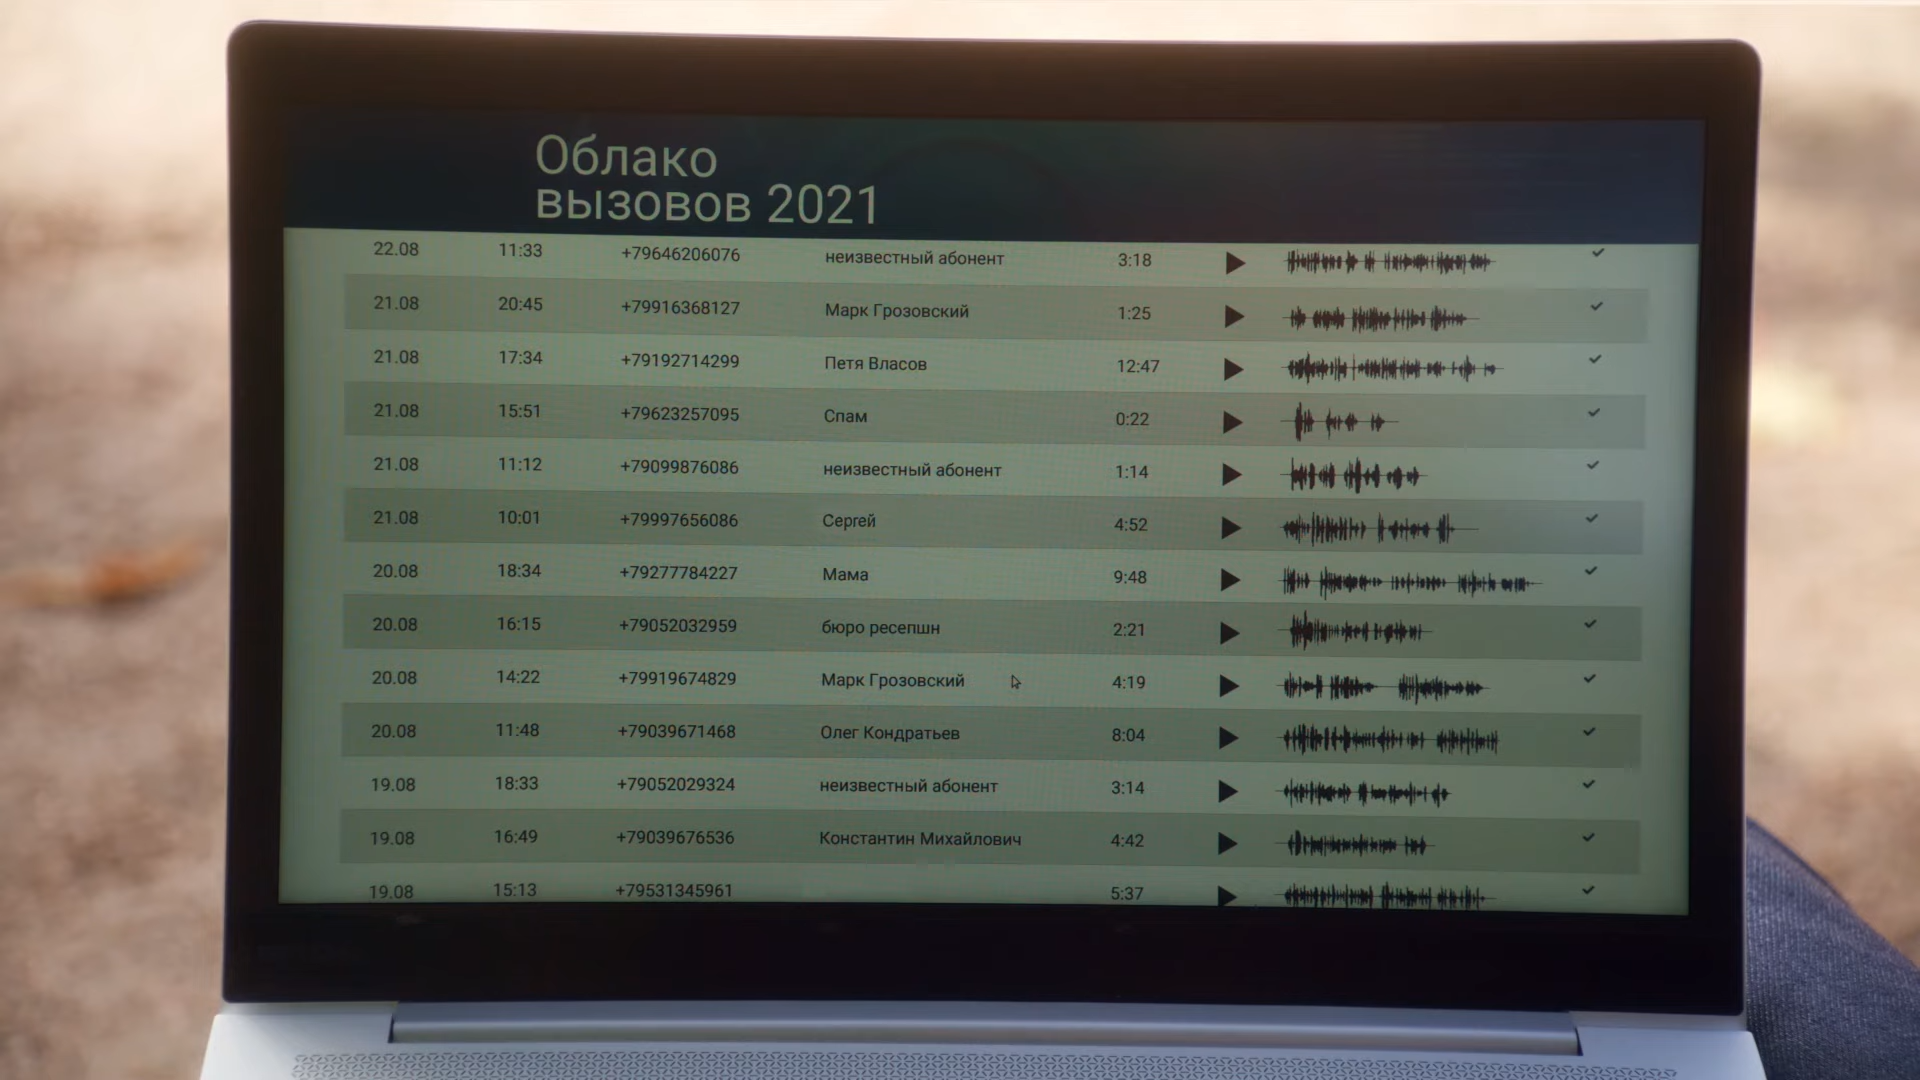 Облако
вызовов 2021
22.08 11:33 +79646206076 неизвестный абонент 3:18
21.08 20:45 +79916368127 Марк Грозовский 1:25
21.08 17:34 +79192714299 Петя Власов 12:47
21.08 15:51 +79623257095 Спам 0:22
21.08 11:12 +79099876086 неизвестный абонент 1:14
21.08 10:01 +79997656086 Сергей 4:52
20.08 18:34 +79277784227 Мама 9:48
20.08 16:15 +79052032959 бюро ресепшн 2:21
20.08 14:22 +79919674829 Марк Грозовский 4:19
20.08 11:48 +79039671468 Олег Кондратьев 8:04
19.08 18:33 +79052029324 неизвестный абонент 3:14
19.08 16:49 +79039676536 Константин Михайлович 4:42
19.08 15:13 +79531345961 5:37